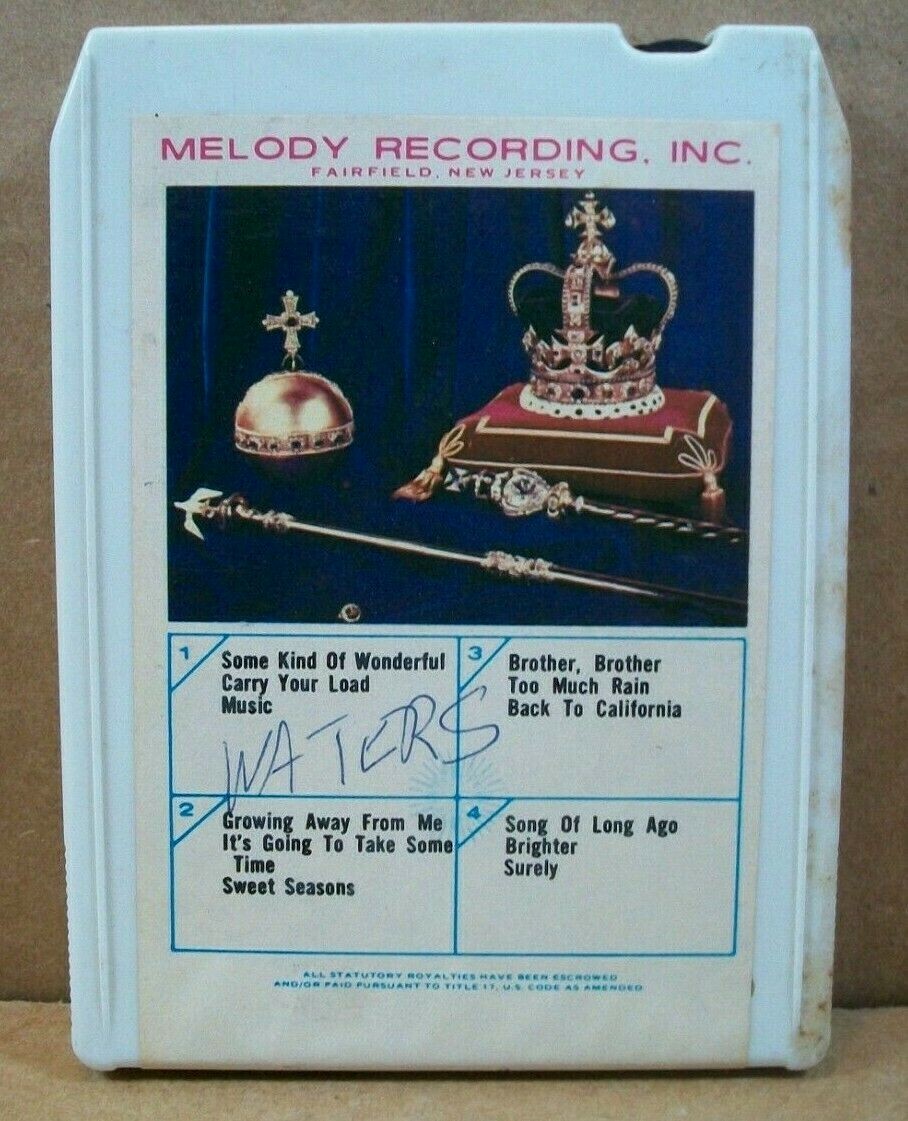 MELODY RECORDING, INC.
FAIRFIELD, NEW JERSEY
1
Some Kind Of Wonderful
Carry Your Load
Music
WATERS
2
Growing Away From Me
It's Going To Take Some
Time
Sweet Seasons
3
Brother, Brother
Too Much Rain
Back To California
4
Song Of Long Ago
Brighter
Surely
ALL STATUTORY ROYALTIES HAVE BEEN ESCROWED
AND/OR PAID PURSUANT TO TITLE 17, U.S. CODE AS AMENDED